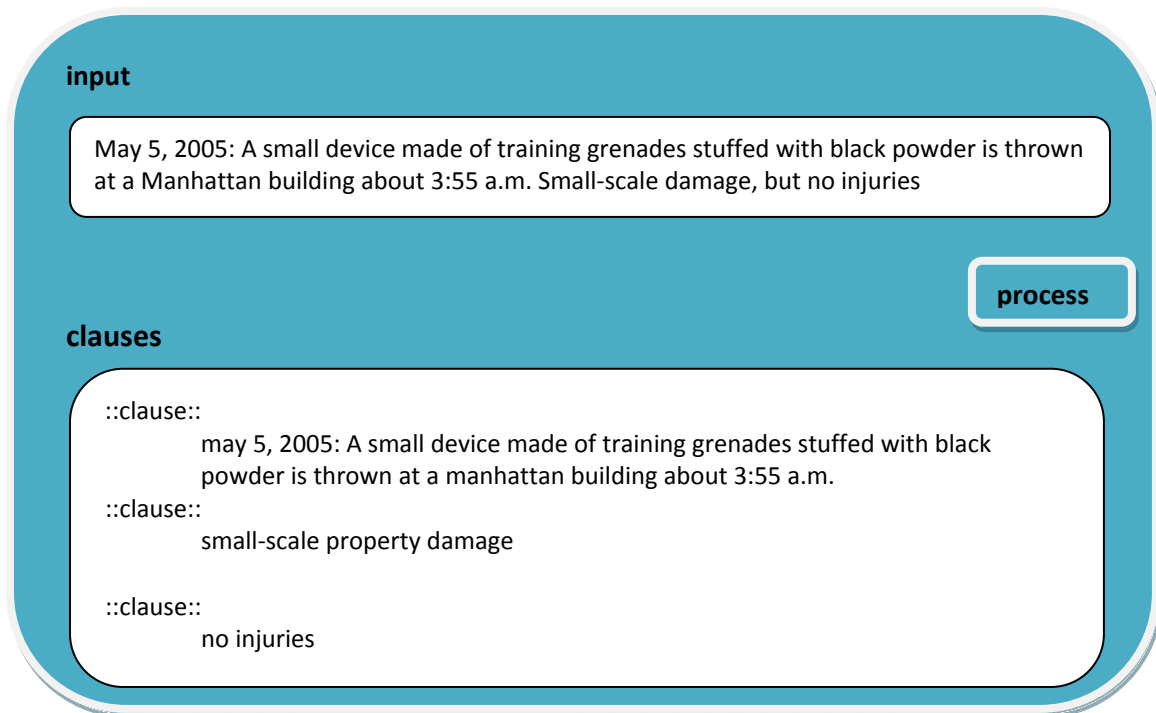 input
May 5, 2005: A small device made of training grenades stuffed with black powder is thrown
at a Manhattan building about 3:55 a.m. Small-scale damage, but no injuries
process
clauses
::clause::
may 5, 2005: A small device made of training grenades stuffed with black
powder is thrown at a manhattan building about 3:55 a.m.
::clause::
small-scale property damage
::clause::
no injuries